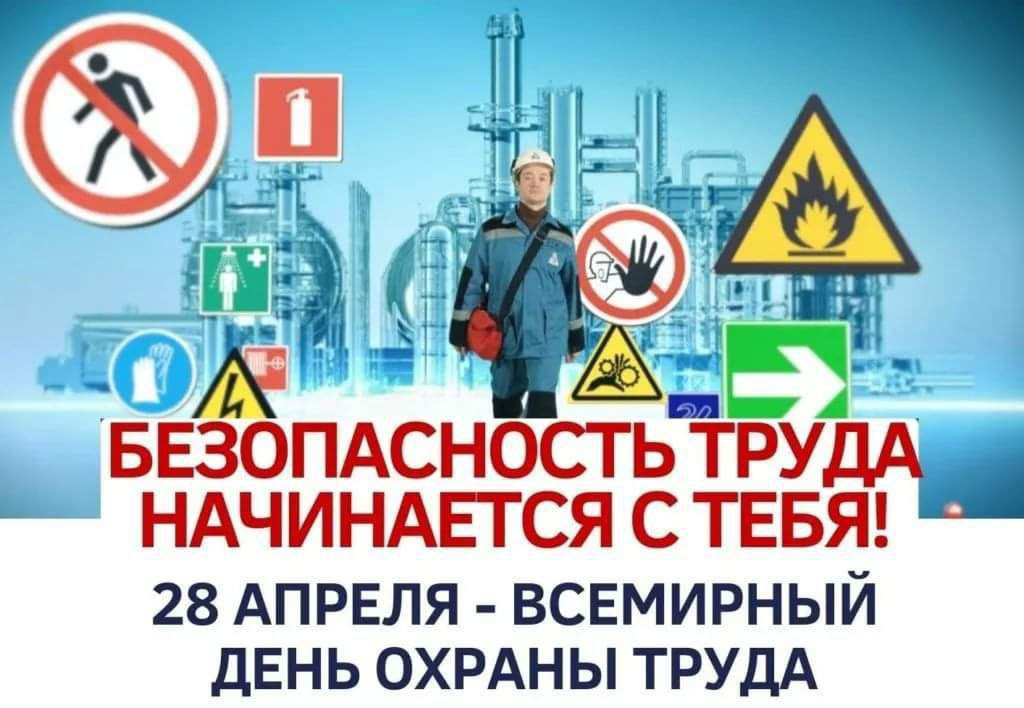 БЕЗОПАСНОСТЬ ТРУДА
НАЧИНАЕТСЯ С ТЕБЯ!
28 АПРЕЛЯ - ВСЕМИРНЫЙ
ДЕНЬ ОХРАНЫ ТРУДА